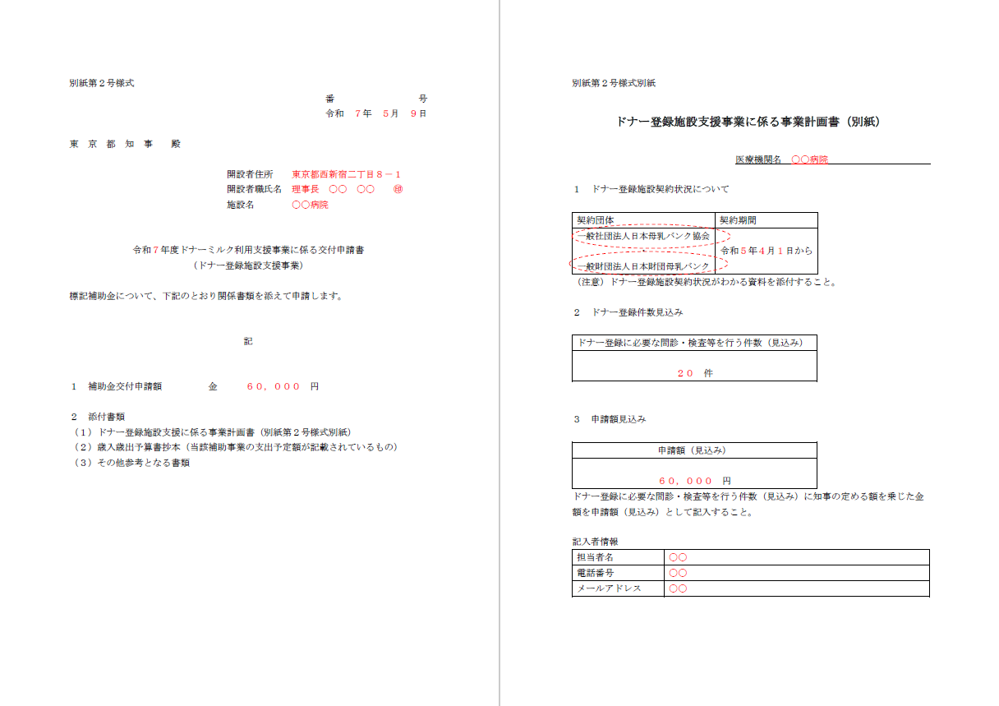 別紙第２号様式
番　　　　　　　　　号
令和　７年　５月　９日
東　京　都　知　事　　殿
開設者住所　　東京都西新宿二丁目８－１
開設者職氏名　理事長　〇〇　〇〇　　㊞
施設名　　　　〇〇病院
令和７年度ドナーミルク利用支援事業に係る交付申請書
（ドナー登録施設支援事業）
標記補助金について、下記のとおり関係書類を添えて申請します。
記
１　補助金交付申請額　　　　　金　　　６０，０００　円
２　添付書類
（１）ドナー登録施設支援に係る事業計画書（別紙第２号様式別紙）
（２）歳入歳出予算書抄本（当該補助事業の支出予定額が記載されているもの）
（３）その他参考となる書類
別紙第２号様式別紙
ドナー登録施設支援事業に係る事業計画書（別紙）
医療機関名　〇〇病院
１　ドナー登録施設契約状況について
契約団体　契約期間
一般社団法人日本母乳バンク協会
・
令和５年４月１日から
一般財団法人日本財団母乳バンク
（注意）ドナー登録施設契約状況がわかる資料を添付すること。
２　ドナー登録件数見込み
ドナー登録に必要な問診・検査等を行う件数（見込み）
２０　件
３　申請額見込み
申請額（見込み）
６０，０００　円
ドナー登録に必要な問診・検査等を行う件数（見込み）に知事の定める額を乗じた金
額を申請額（見込み）として記入すること。
記入者情報
担当者名　〇〇
電話番号　〇〇
メールアドレス　〇〇